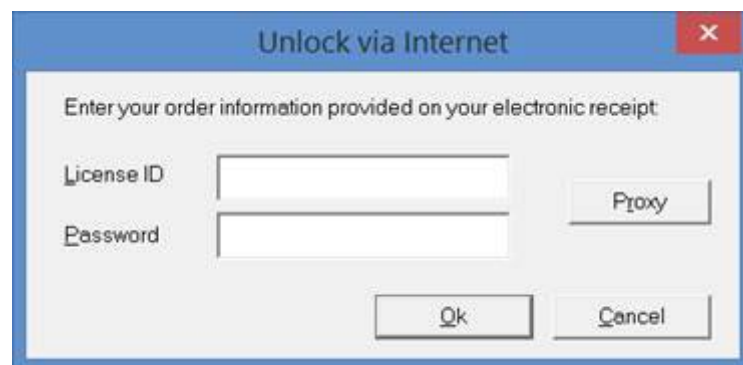 Unlock via Internet
Enter your order information provided on your electronic receipt:
License ID
Proxy
Password
Ok Cancel